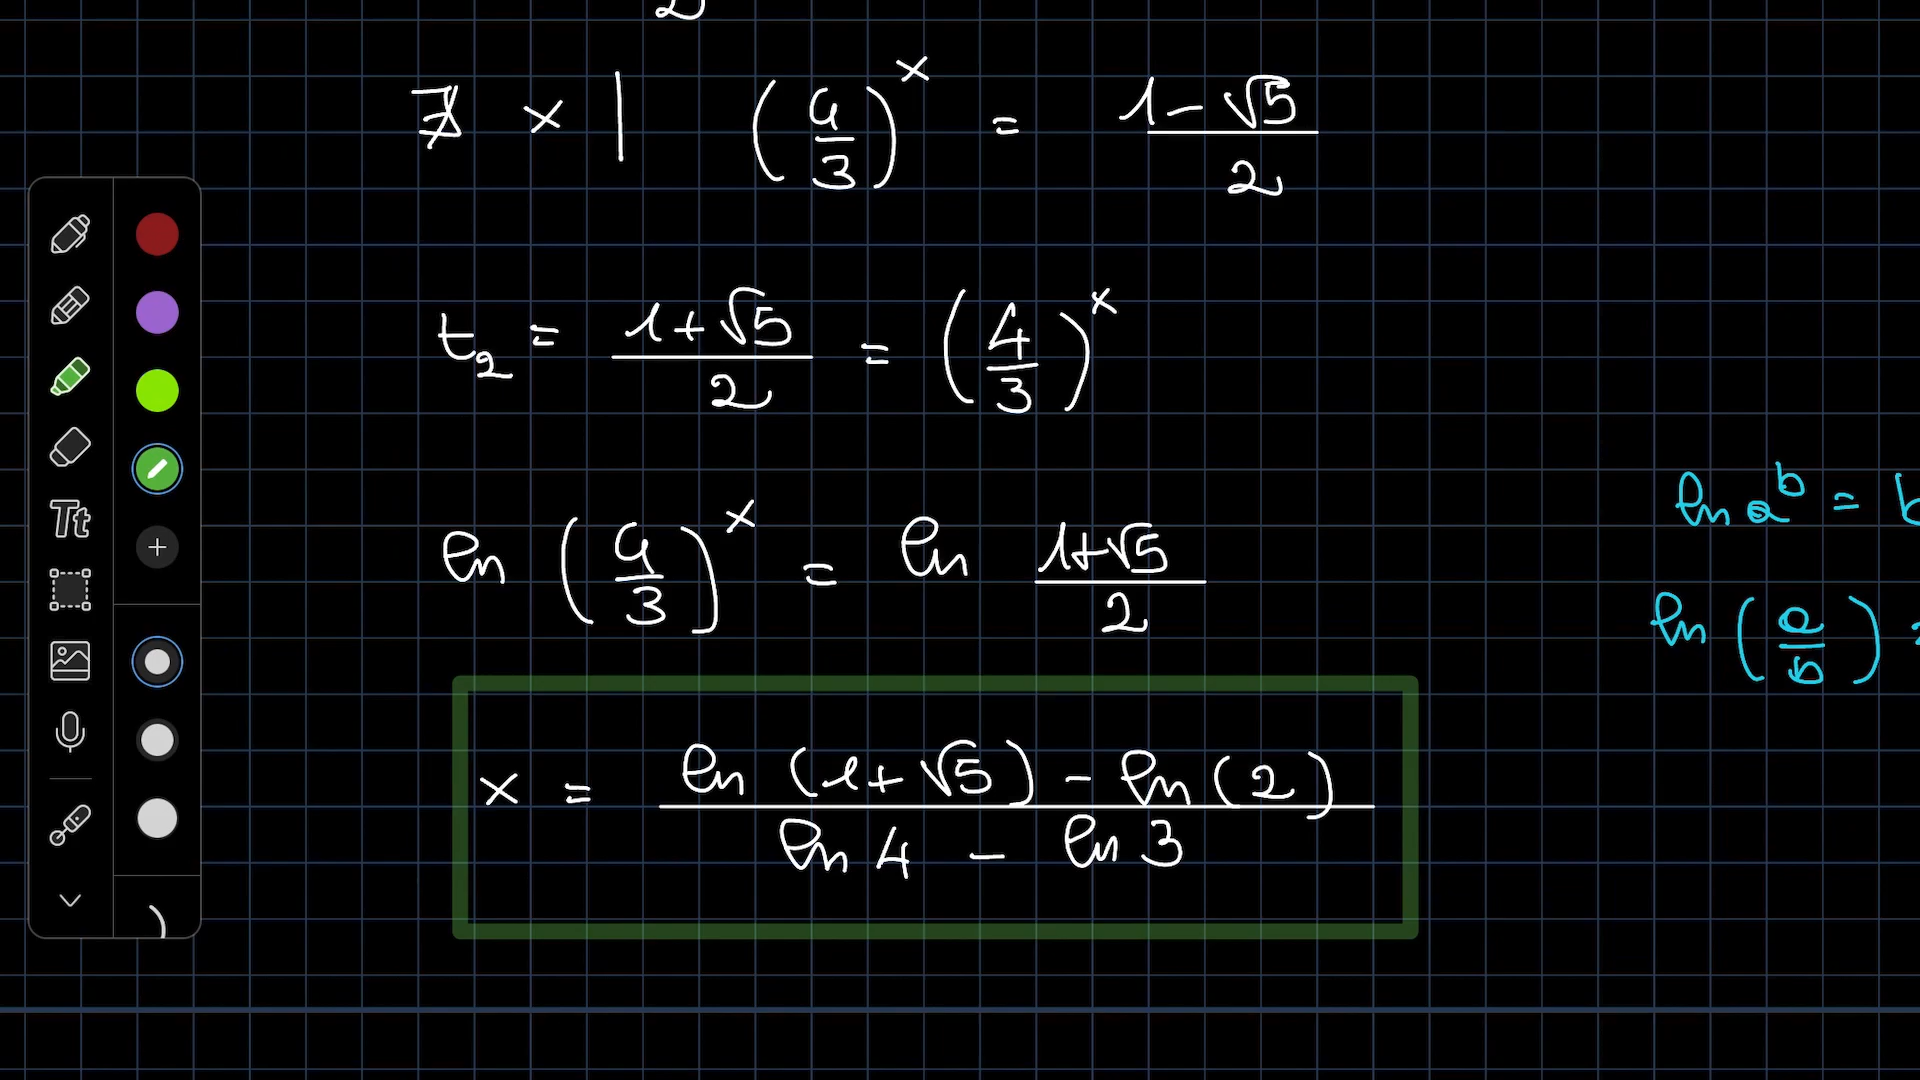 ∄ x | (4/3)^x = (1-√5)/2
t₂ = (1+√5)/2 = (4/3)^x
ln a^b = b
ln (4/3)^x = ln (1+√5)/2
ln (a/b)
x = (ln (1+√5) - ln (2))/(ln 4 - ln 3)
Tt